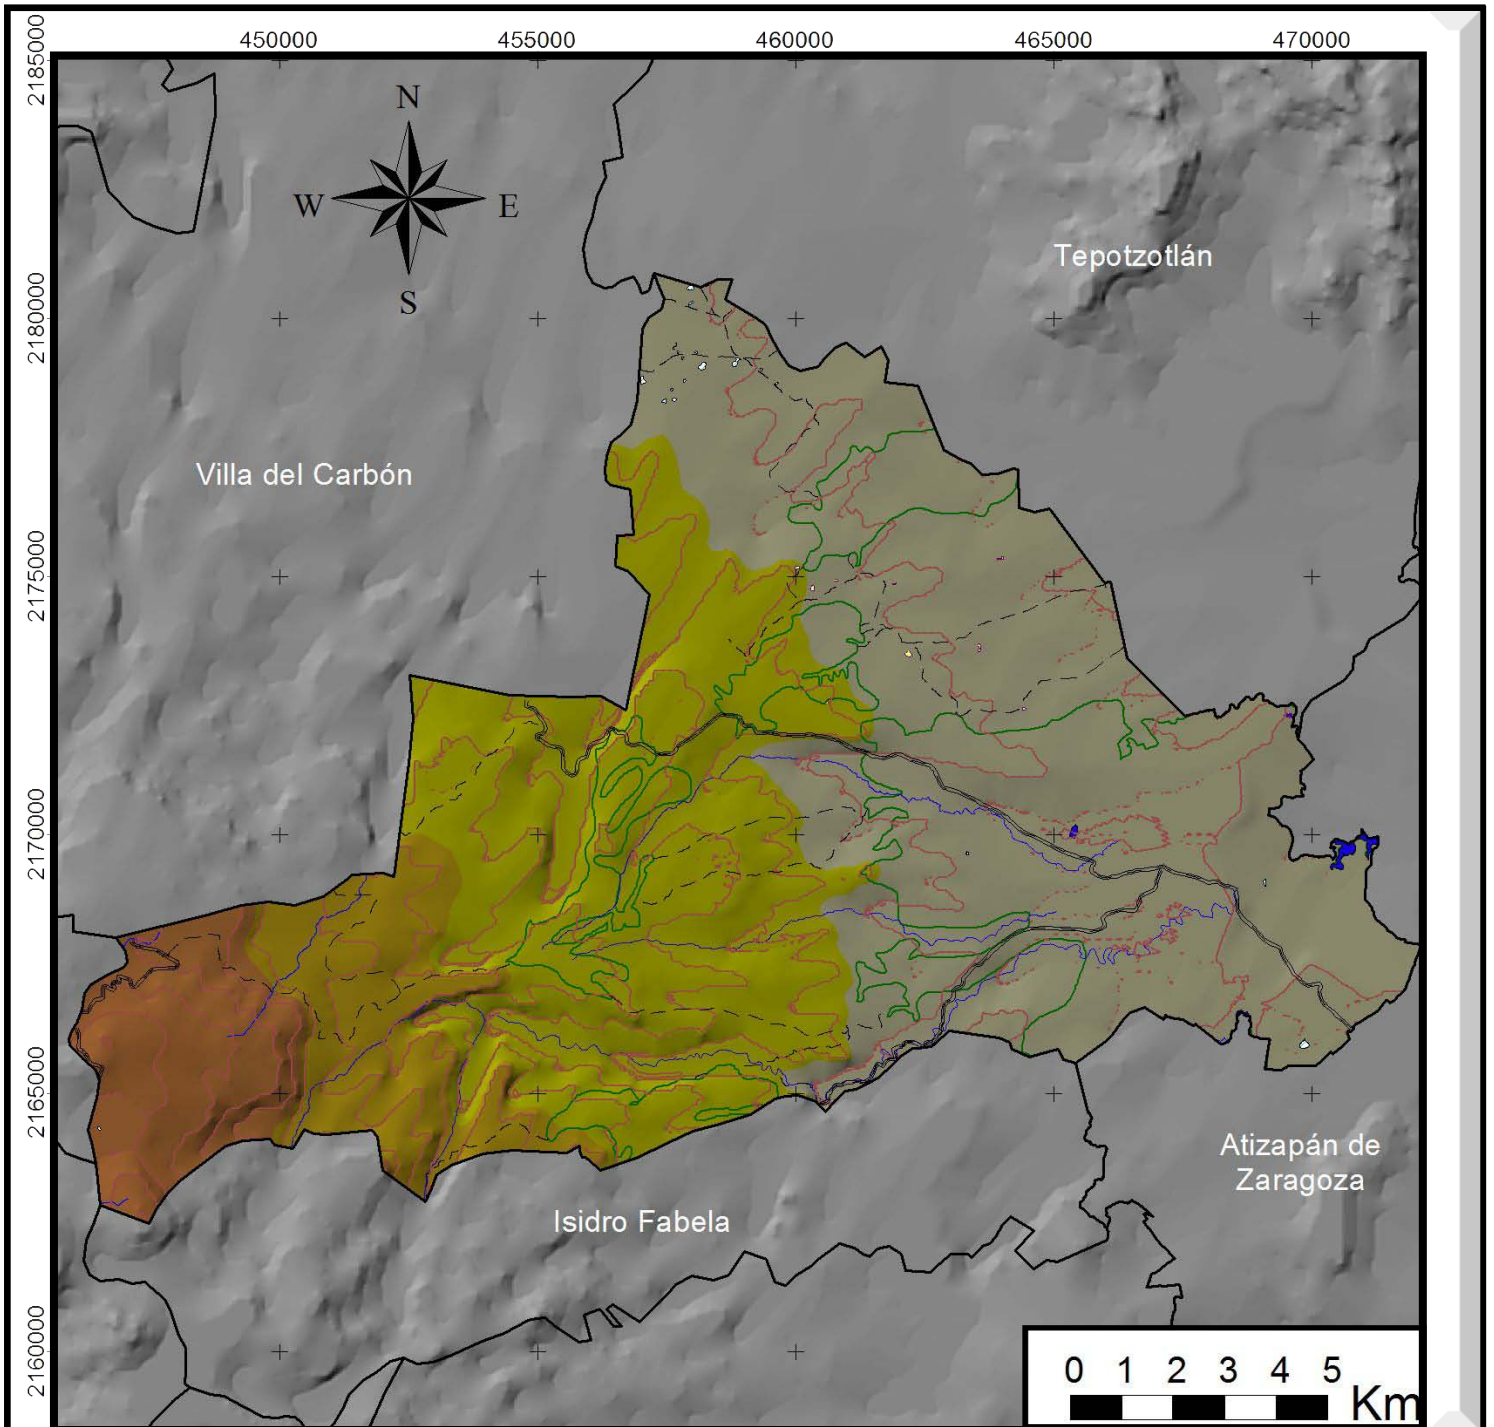 450000 455000 460000 465000 470000
2185000
N
W E
S
Tepotzotlán
2180000
Villa del Carbón
2175000
2170000
2165000
Atizapán de
Zaragoza
Isidro Fabela
2160000
0 1 2 3 4 5
Km